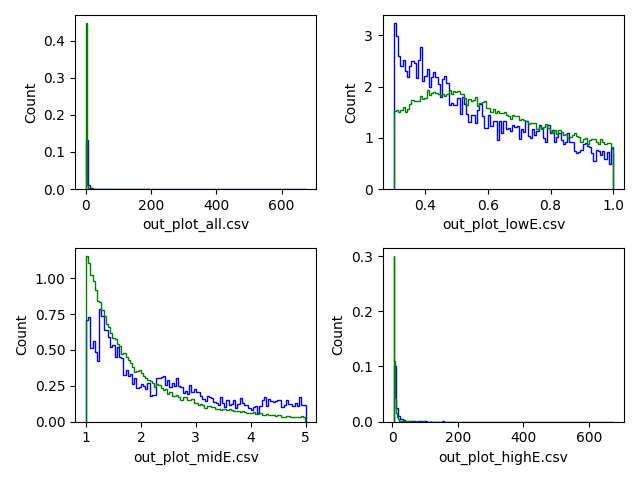 Count
0.4
0.3
0.2
0.1
0.0
0 200 400 600
out_plot_all.csv
Count
3
2
1
0
0.4 0.6 0.8 1.0
out_plot_lowE.csv
Count
1.00
0.75
0.50
0.25
0.00
1 2 3 4 5
out_plot_midE.csv
Count
0.3
0.2
0.1
0.0
0 200 400 600
out_plot_highE.csv